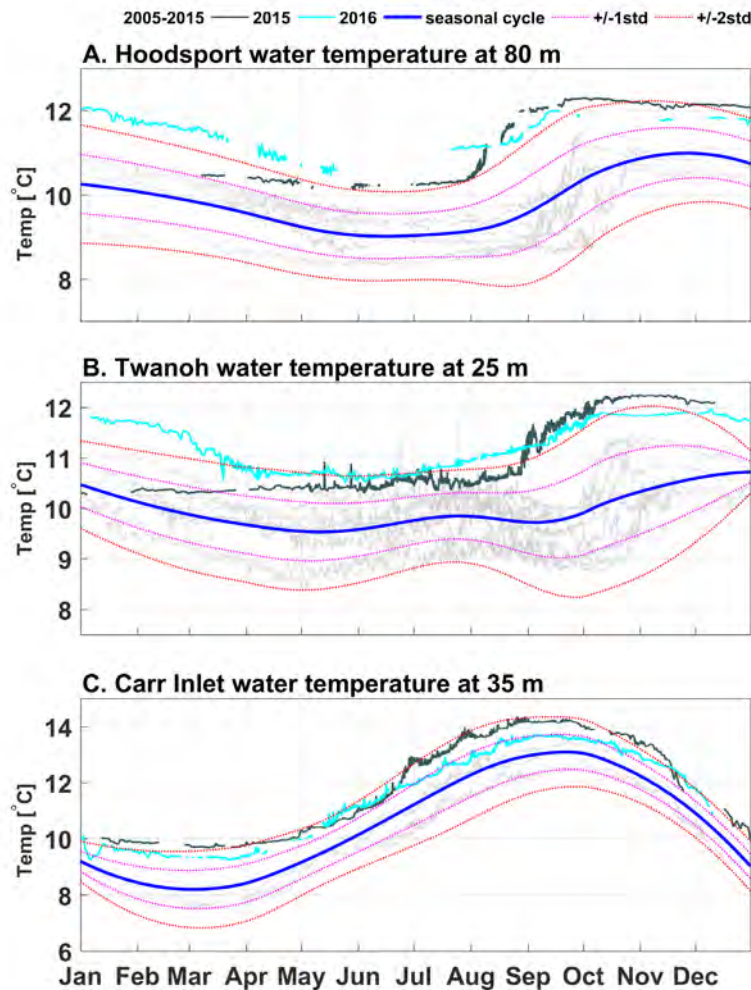 2005-2015 2015 2016 seasonal cycle +/-1std +/-2std
A. Hoodsport water temperature at 80 m
Temp [°C]
12
10
8
B. Twanoh water temperature at 25 m
Temp [°C]
12
11
10
9
8
C. Carr Inlet water temperature at 35 m
Temp [°C]
14
12
10
8
6
Jan Feb Mar Apr May Jun Jul Aug Sep Oct Nov Dec